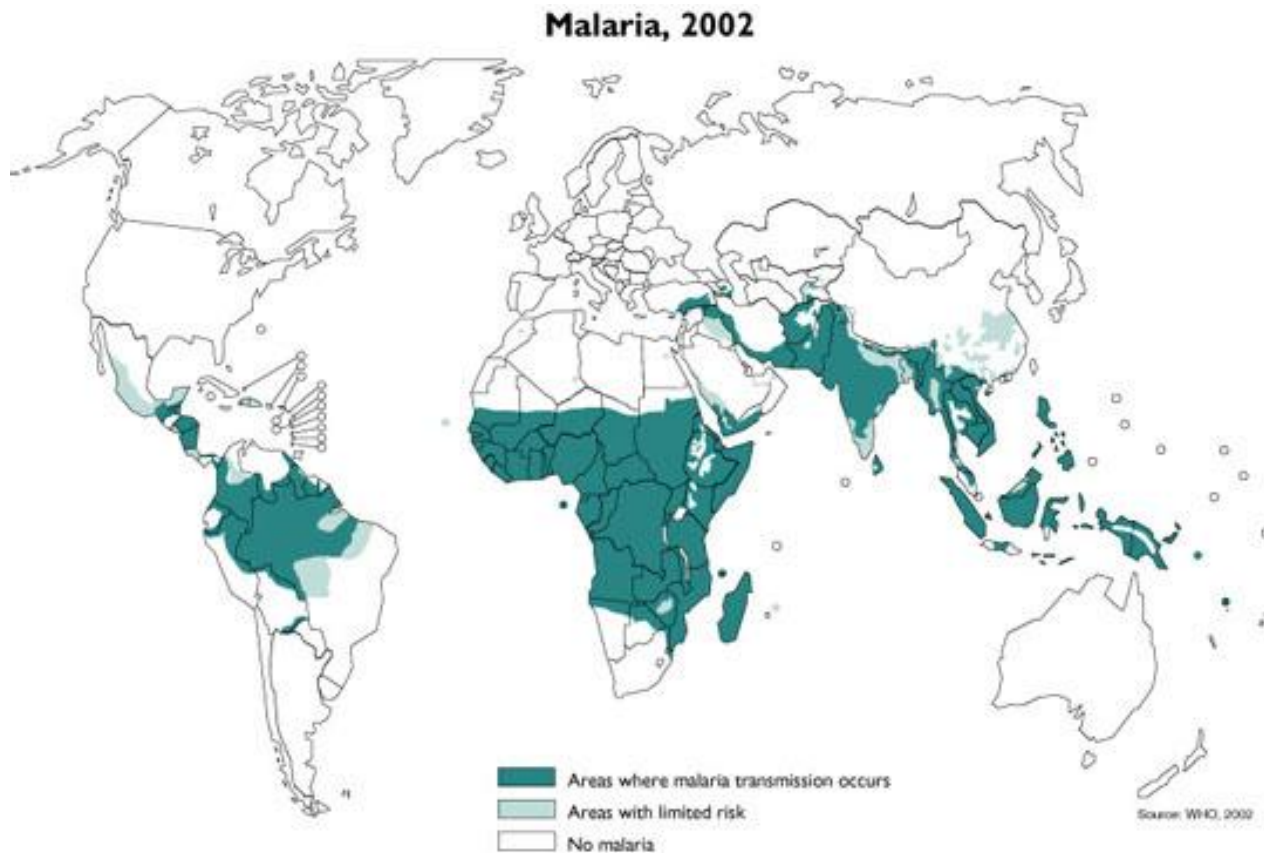 Malaria, 2002
Areas where malaria transmission occurs
Areas with limited risk
No malaria
Source: WHO, 2002